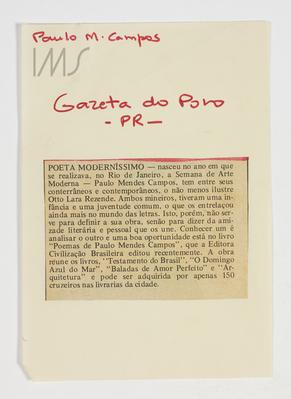 Paulo M. Campos
IMS
Gazeta do Povo
- PR -
POETA MODERNÍSSIMO — nasceu no ano em que
se realizava, no Rio de Janeiro, a Semana de Arte
Moderna — Paulo Mendes Campos, tem entre seus
conterrâneos e contemporâneos, o não menos ilustre
Otto Lara Rezende. Ambos mineiros, tiveram uma in-
fância e uma juventude comum, o que os entrelaçou
ainda mais no mundo das letras. Isto, porém, não ser-
ve para definir a sua obra, senão para dizer da ami-
zade literária e pessoal que os une. Conhecer um é
analisar o outro e uma boa oportunidade está no livro
"Poemas de Paulo Mendes Campos", que a Editora
Civilização Brasileira editou recentemente. A obra
reune os livros, "Testamento do Brasil", "O Domingo
Azul do Mar", "Baladas de Amor Perfeito" e "Ar-
quitetura" e pode ser adquirida por apenas 150
cruzeiros nas livrarias da cidade.